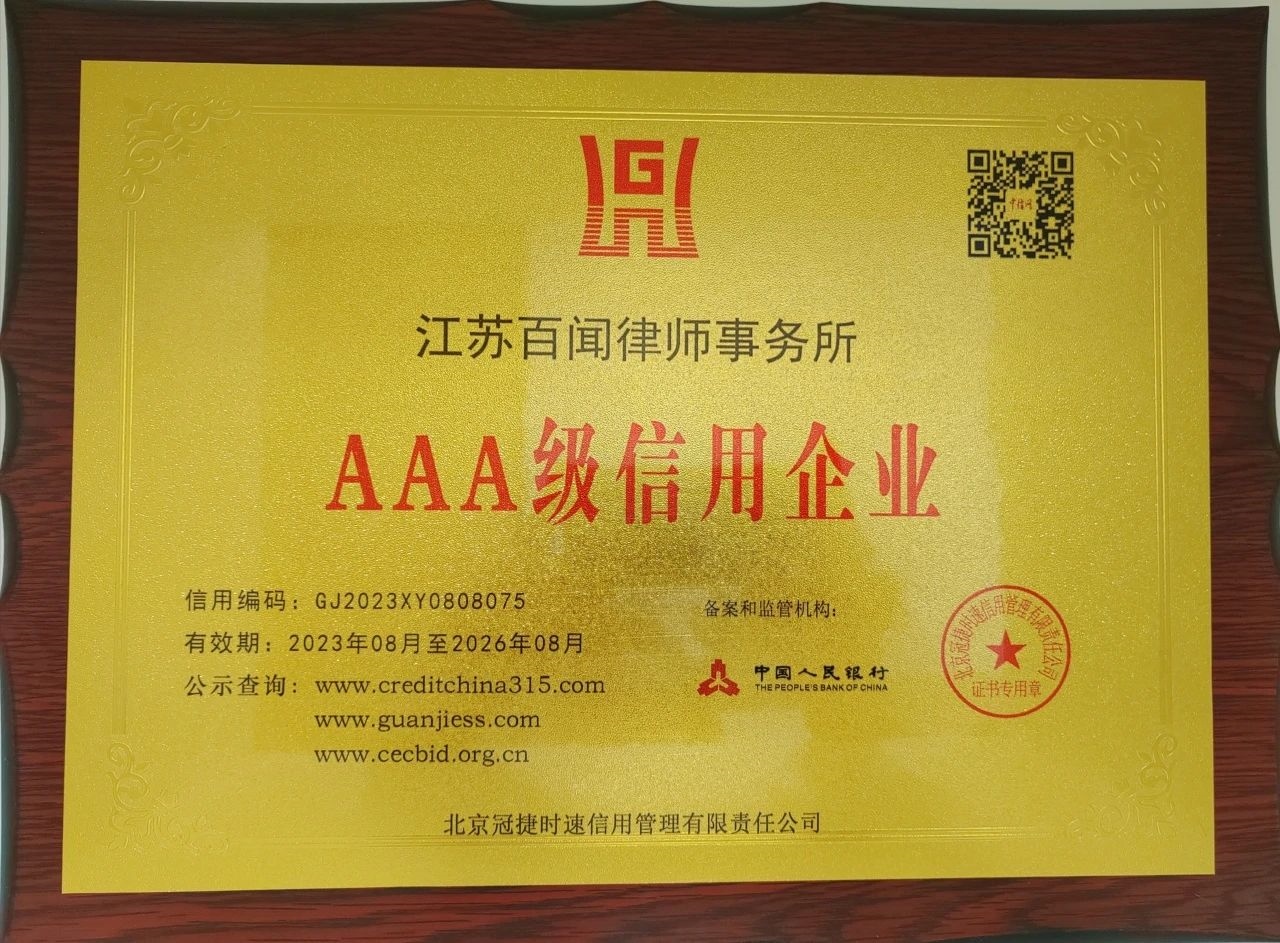 江苏百闻律师事务所
AAA级信用企业
信用编码：GJ2023XY0808075
有效期：2023年08月至2026年08月
公示查询：www.creditchina315.com
www.guanjiess.com
www.cecbid.org.cn
备案和监管机构：
中国人民银行
THE PEOPLE'S BANK OF CHINA
北京冠捷时速信用管理有限责任公司
证书专用章
北京冠捷时速信用管理有限责任公司